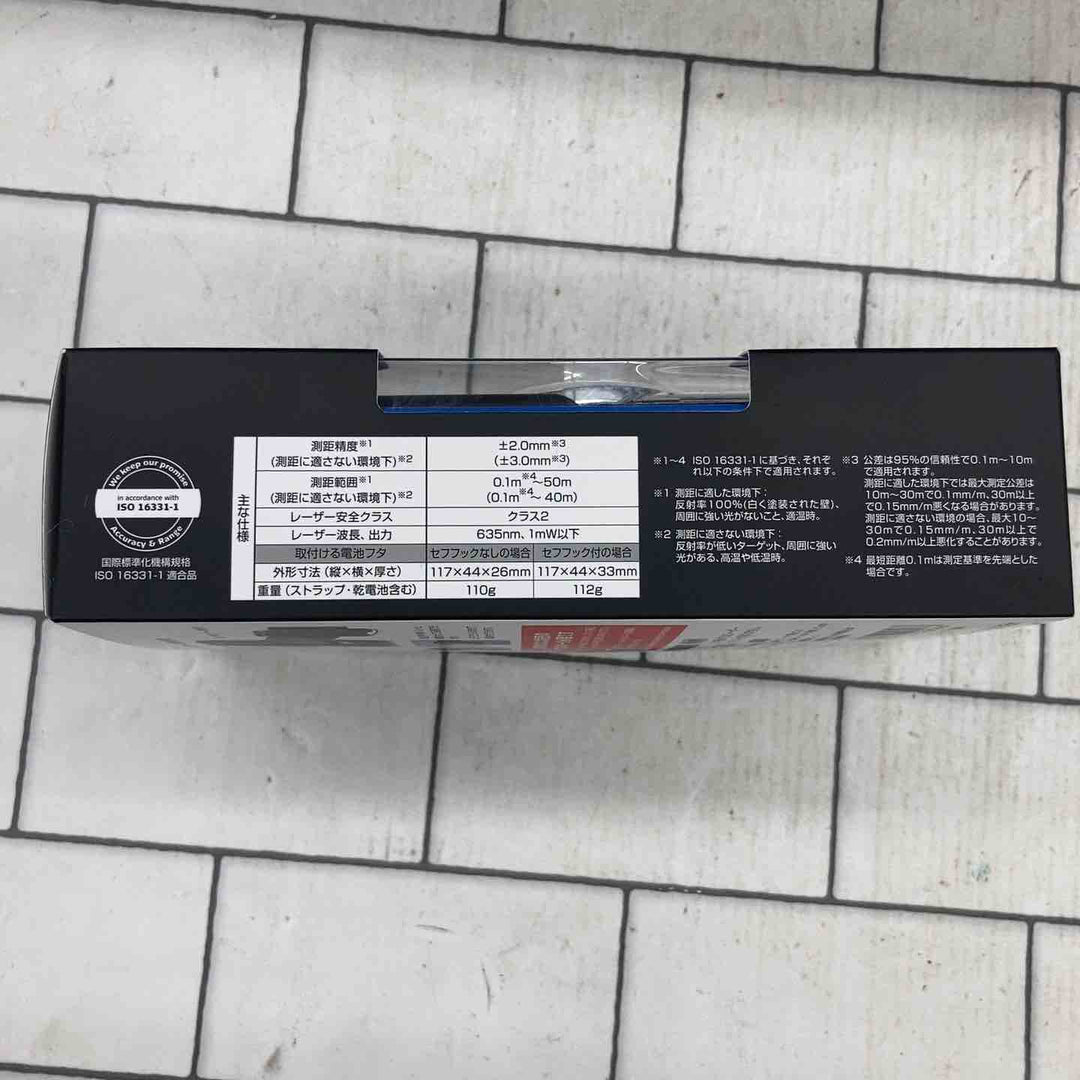 We keep our promise
in accordance with
ISO 16331-1
Accuracy & Range
国際標準化機構規格
ISO 16331-1 適合品
主な仕様
測距精度※1 ±2.0mm※3
(測距に適さない環境下)※2 (±3.0mm※3)
測距範囲※1 0.1m※4〜50m
(測距に適さない環境下)※2 (0.1m※4〜40m)
レーザー安全クラス クラス2
レーザー波長、出力 635nm、1mW以下
取付ける電池フタ セフフックなしの場合 セフフック付の場合
外形寸法(縦×横×厚さ) 117×44×26mm 117×44×33mm
重量(ストラップ・乾電池含む) 110g 112g
※1〜4 ISO 16331-1に基づき、それぞ
れ以下の条件下で適用されます。
※1 測距に適した環境下:
反射率100%(白く塗装された壁)、
周囲に強い光がないこと、適温時。
※2 測距に適さない環境下:
反射率が低いターゲット、周囲に強い
光がある、高温や低温時。
※3 公差は95%の信頼性で0.1m〜10m
で適用されます。
測距に適した環境下では最大測定公差は
10m〜30mで0.1mm/m、30m以上
で0.15mm/m悪くなる場合があります。
測距に適さない環境の場合、最大10〜
30mで0.15mm/m、30m以上で
0.2mm/m以上悪化することがあります。
※4 最短距離0.1mは測定基準を先端とした
場合です。